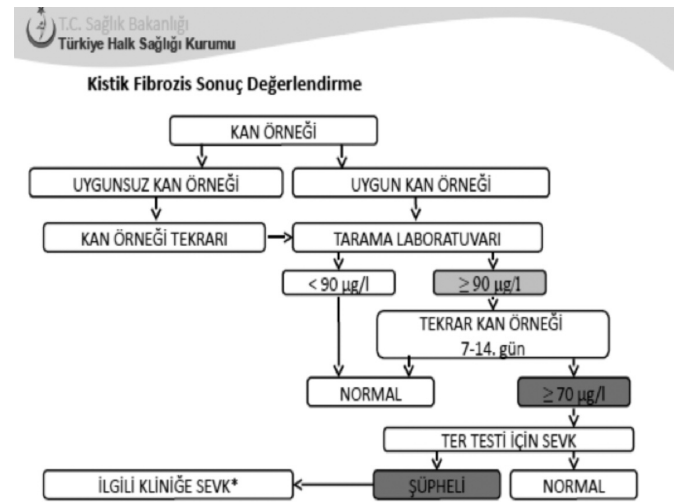 T.C. Sağlık Bakanlığı
Türkiye Halk Sağlığı Kurumu
Kistik Fibrozis Sonuç Değerlendirme
KAN ÖRNEĞİ
UYGUNSUZ KAN ÖRNEĞİ
UYGUN KAN ÖRNEĞİ
KAN ÖRNEĞİ TEKRARI
TARAMA LABORATUVARI
< 90 µg/l
≥ 90 µg/l
TEKRAR KAN ÖRNEĞİ
7-14. gün
NORMAL
≥ 70 µg/l
TER TESTİ İÇİN SEVK
İLGİLİ KLİNİĞE SEVK*
ŞÜPHELİ
NORMAL